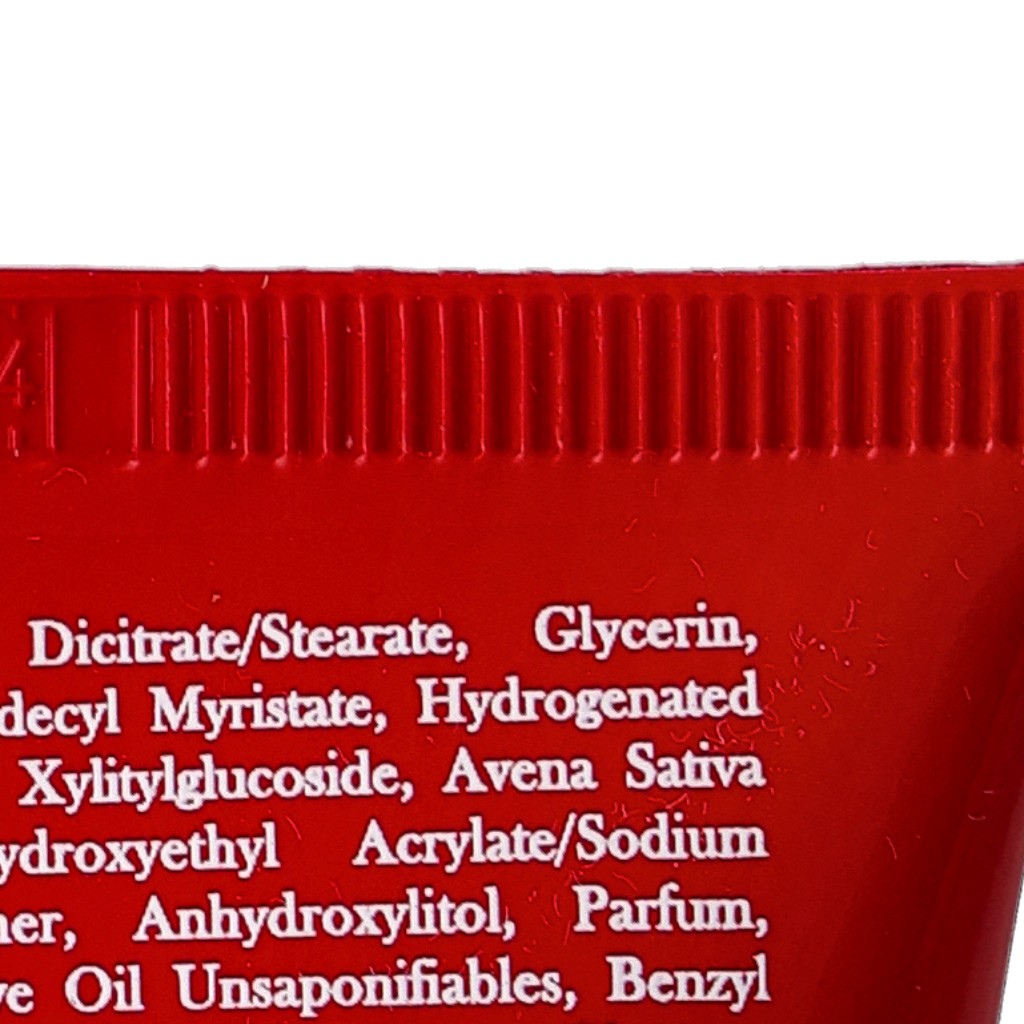 Dicitrate/Stearate, Glycerin,
decyl Myristate, Hydrogenated
Xylitylglucoside, Avena Sativa
ydroxyethyl Acrylate/Sodium
ner, Anhydroxylitol, Parfum,
ve Oil Unsaponifiables, Benzyl